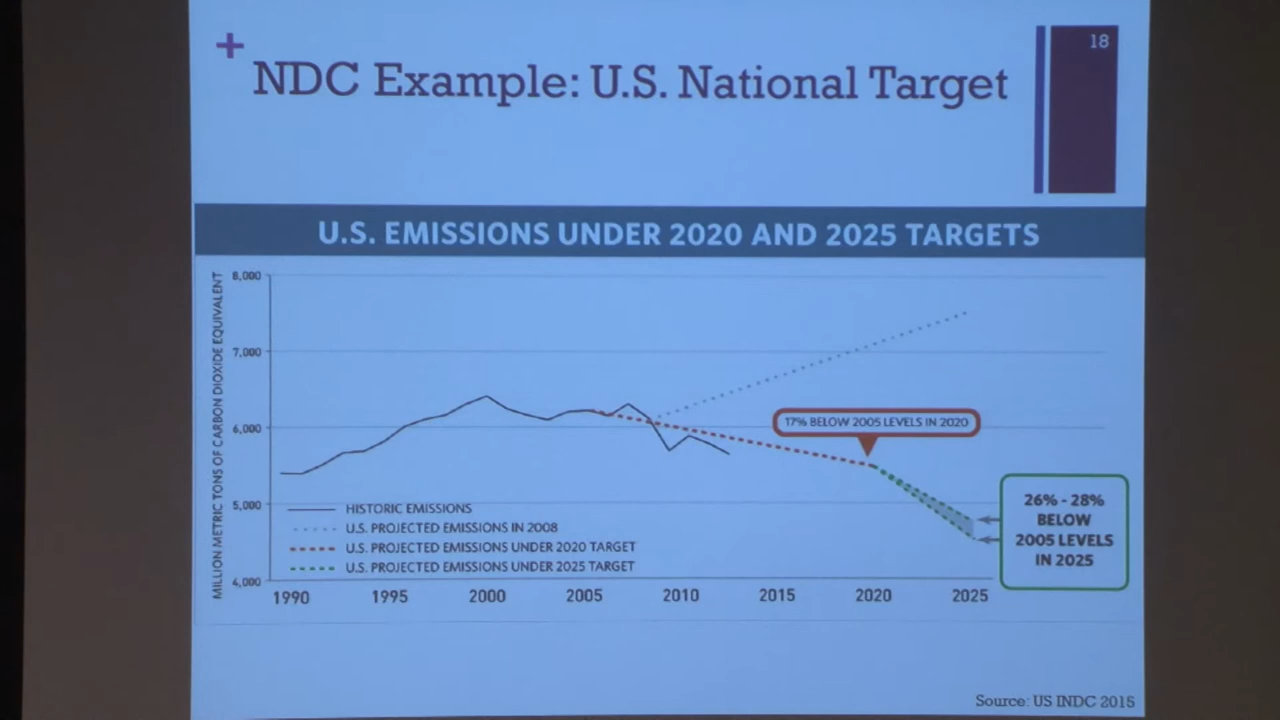 +
NDC Example: U.S. National Target
18
U.S. EMISSIONS UNDER 2020 AND 2025 TARGETS
MILLION METRIC TONS OF CARBON DIOXIDE EQUIVALENT
8,000
7,000
6,000
5,000
4,000
17% BELOW 2005 LEVELS IN 2020
26% - 28%
BELOW
2005 LEVELS
IN 2025
HISTORIC EMISSIONS
U.S. PROJECTED EMISSIONS IN 2008
U.S. PROJECTED EMISSIONS UNDER 2020 TARGET
U.S. PROJECTED EMISSIONS UNDER 2025 TARGET
1990 1995 2000 2005 2010 2015 2020 2025
Source: US INDC 2015